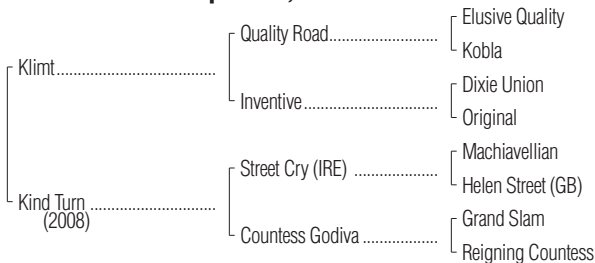 Elusive Quality
Quality Road
Kobla
Klimt
Dixie Union
Inventive
Original
Machiavellian
Street Cry (IRE)
Helen Street (GB)
Kind Turn
(2008)
Grand Slam
Countess Godiva
Reigning Countess